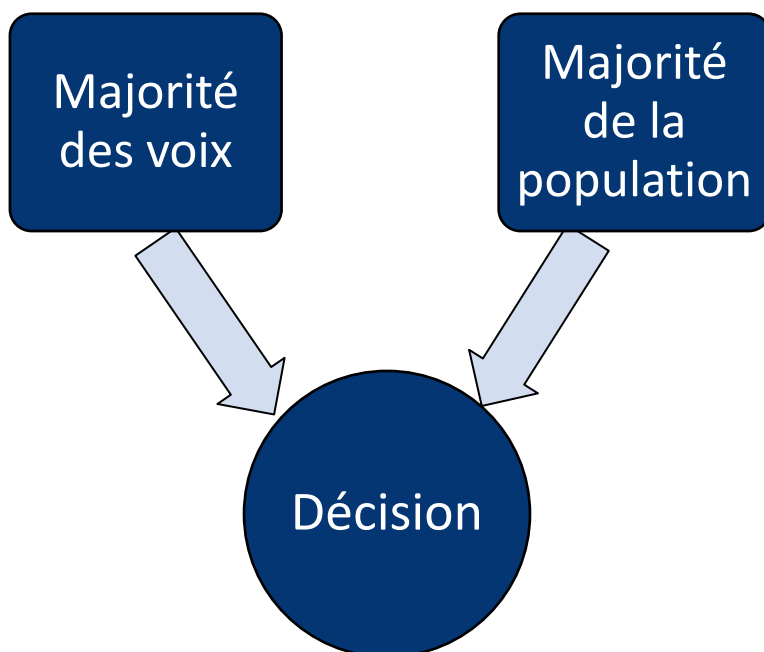 Majorité
des voix
Majorité
de la
population
Décision